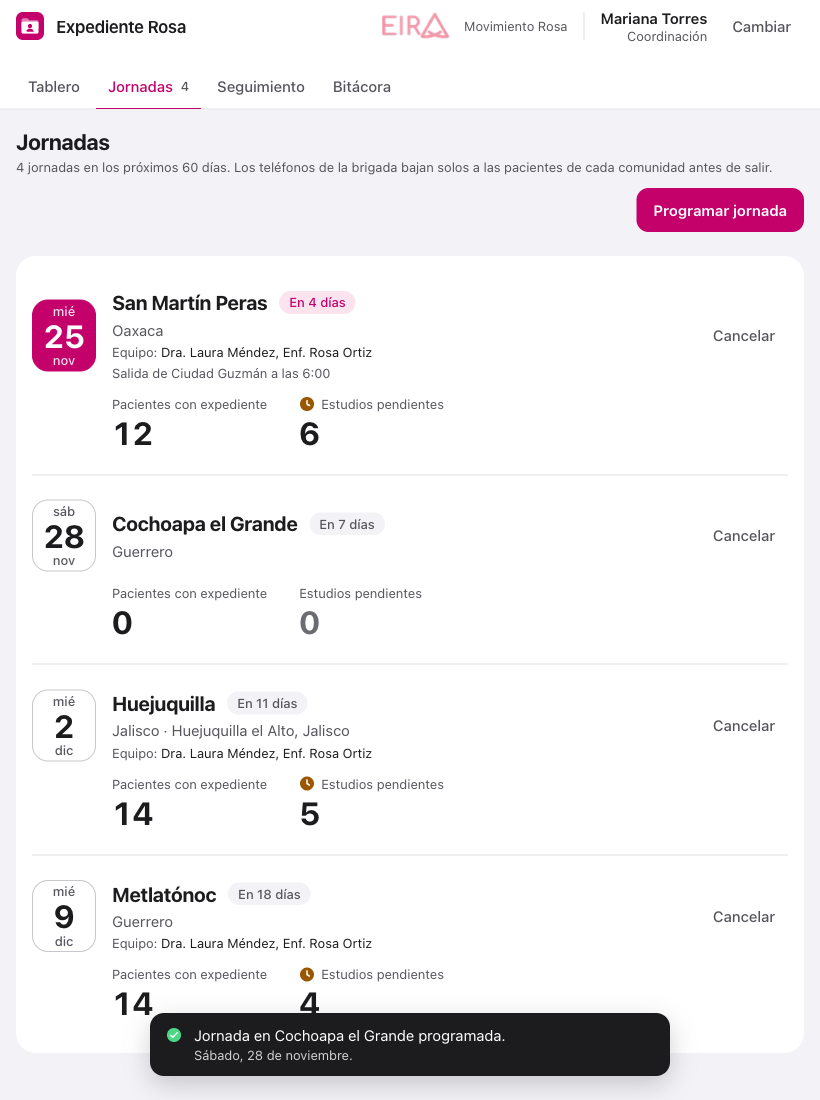 Expediente Rosa
EIRA
Movimiento Rosa
Mariana Torres
Coordinación
Cambiar
Tablero
Jornadas 4
Seguimiento
Bitácora
Jornadas
4 jornadas en los próximos 60 días. Los teléfonos de la brigada bajan solos a las pacientes de cada comunidad antes de salir.
Programar jornada
mié
25
nov
San Martín Peras
En 4 días
Oaxaca
Equipo: Dra. Laura Méndez, Enf. Rosa Ortiz
Salida de Ciudad Guzmán a las 6:00
Cancelar
Pacientes con expediente
12
Estudios pendientes
6
sáb
28
nov
Cochoapa el Grande
En 7 días
Guerrero
Cancelar
Pacientes con expediente
0
Estudios pendientes
0
mié
2
dic
Huejuquilla
En 11 días
Jalisco · Huejuquilla el Alto, Jalisco
Equipo: Dra. Laura Méndez, Enf. Rosa Ortiz
Cancelar
Pacientes con expediente
14
Estudios pendientes
5
mié
9
dic
Metlatónoc
En 18 días
Guerrero
Equipo: Dra. Laura Méndez, Enf. Rosa Ortiz
Cancelar
Pacientes con expediente
14
Estudios pendientes
4
Jornada en Cochoapa el Grande programada.
Sábado, 28 de noviembre.